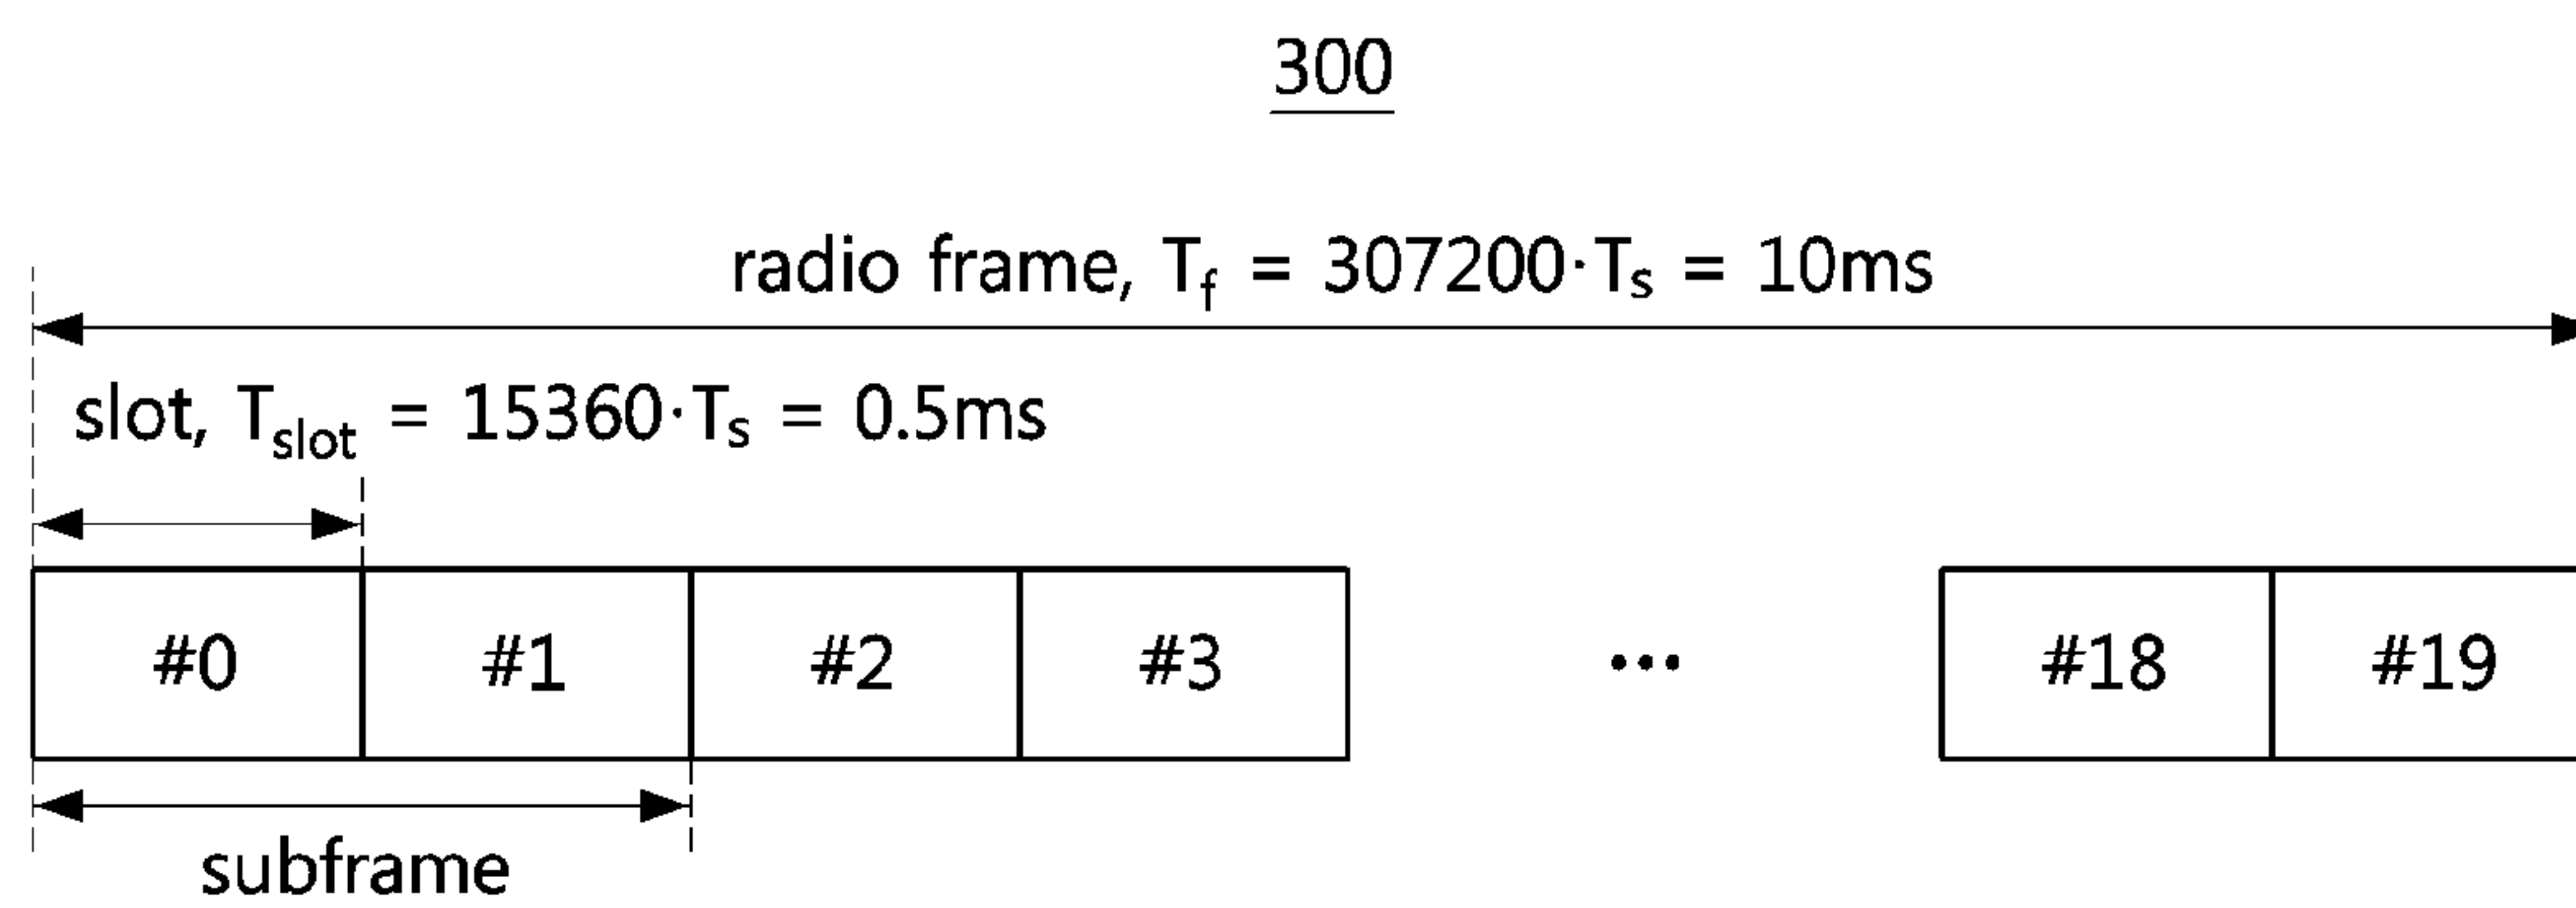 300
radio frame, Tf = 307200·Ts = 10ms
slot, Tslot = 15360·Ts = 0.5ms
#0 #1 #2 #3 ... #18 #19
subframe